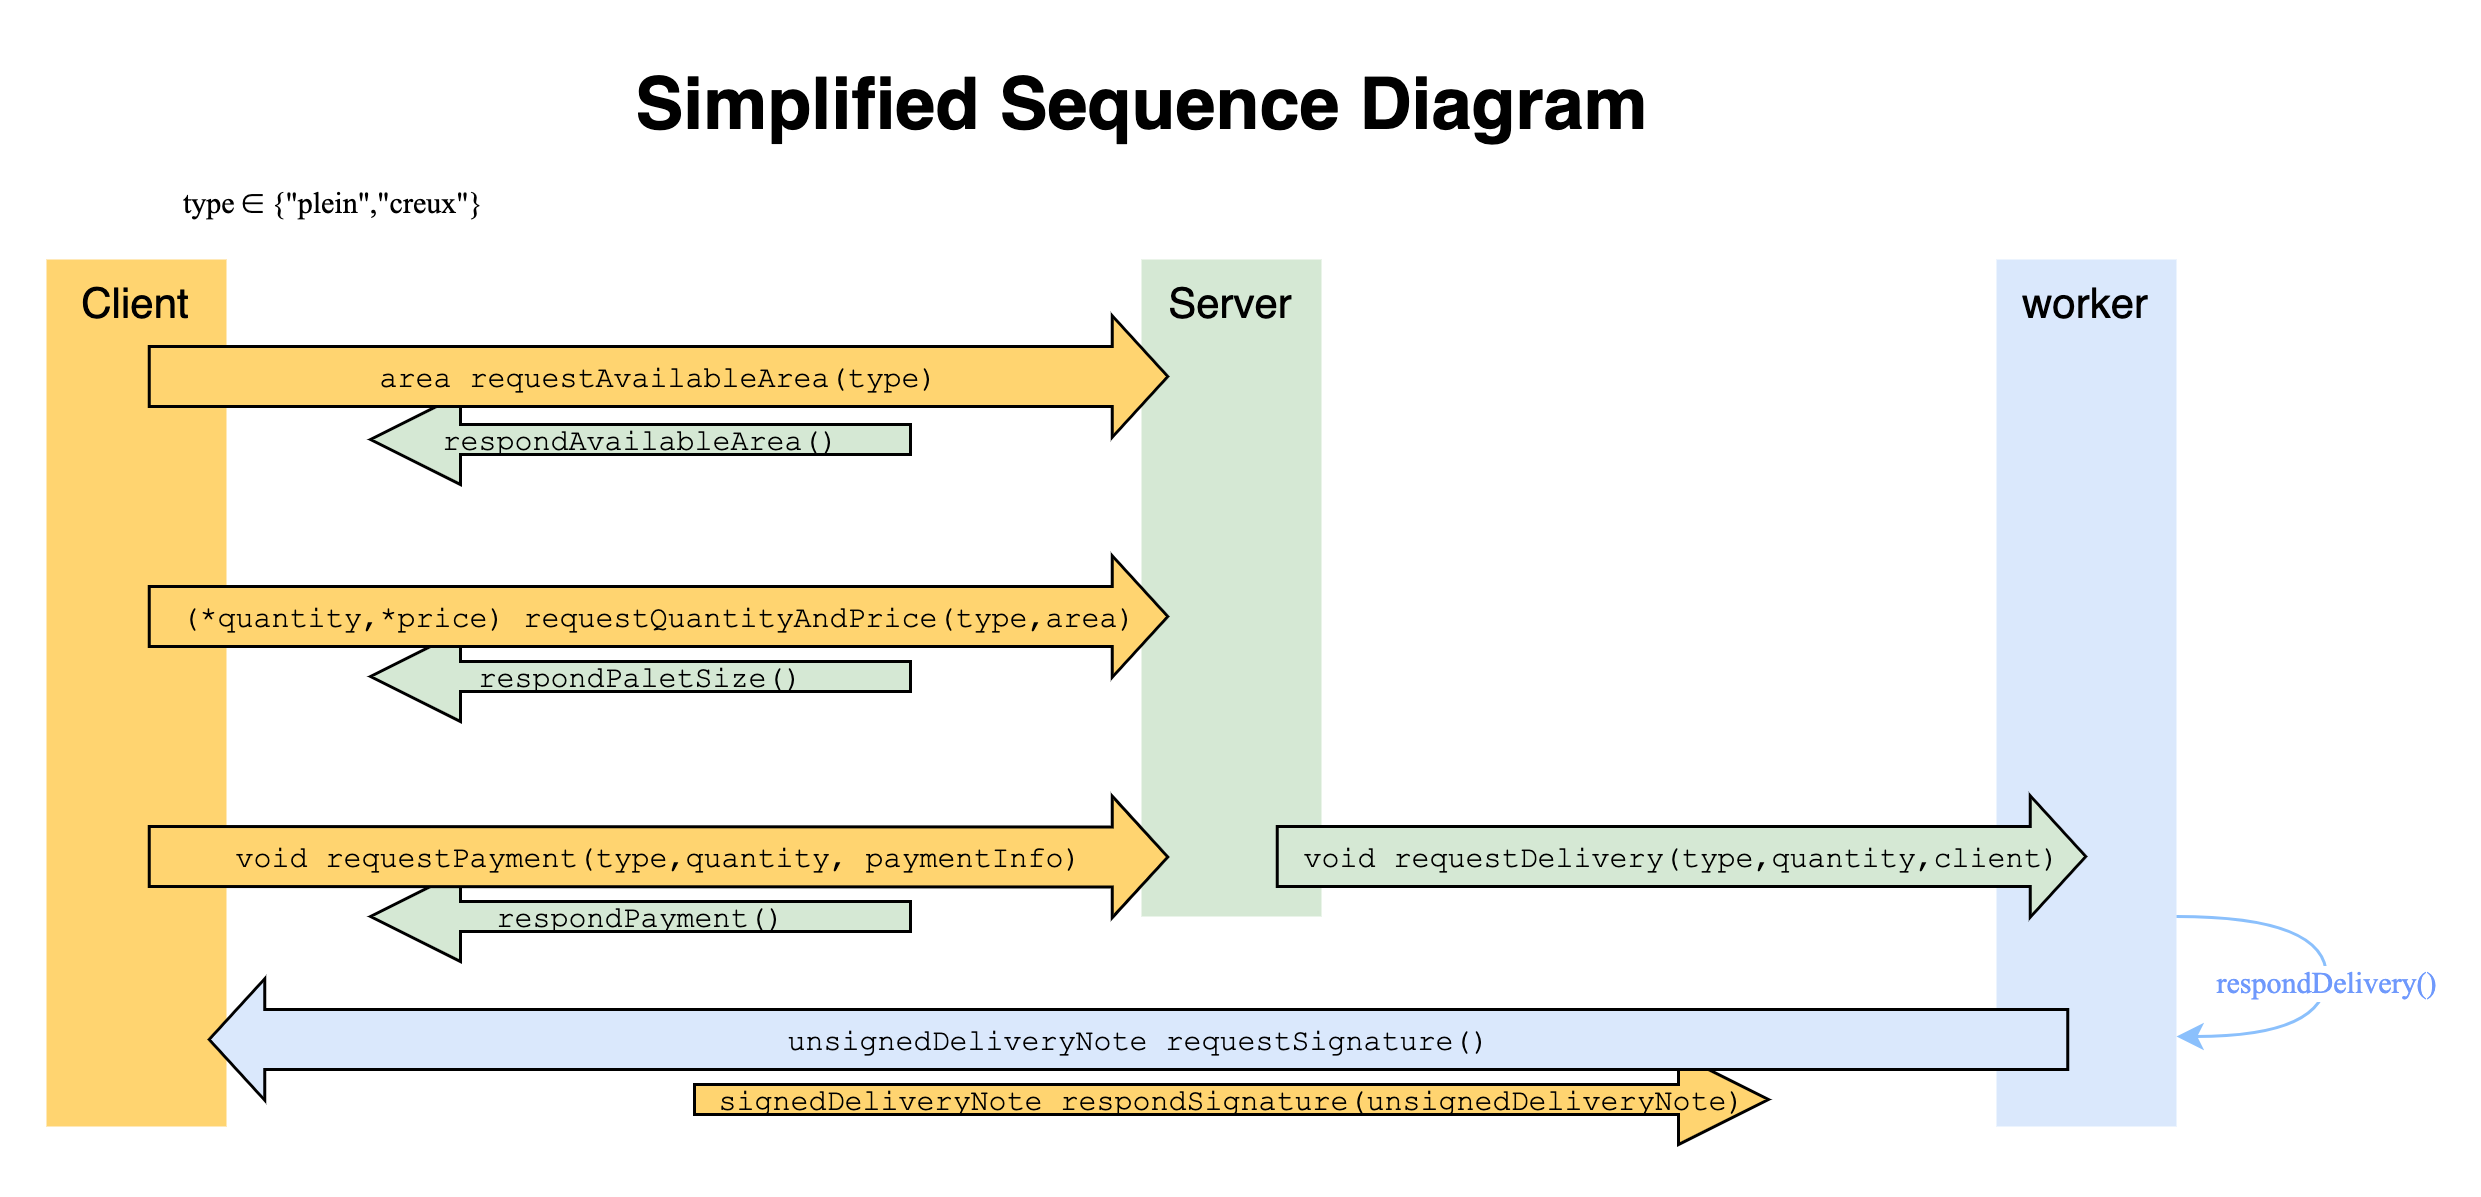 Simplified Sequence Diagram
type ∈ {"plein","creux"}
Client
Server
worker
area requestAvailableArea(type)
respondAvailableArea()
(*quantity,*price) requestQuantityAndPrice(type,area)
respondPaletSize()
void requestPayment(type,quantity, paymentInfo)
void requestDelivery(type,quantity,client)
respondPayment()
respondDelivery()
unsignedDeliveryNote requestSignature()
signedDeliveryNote respondSignature(unsignedDeliveryNote)